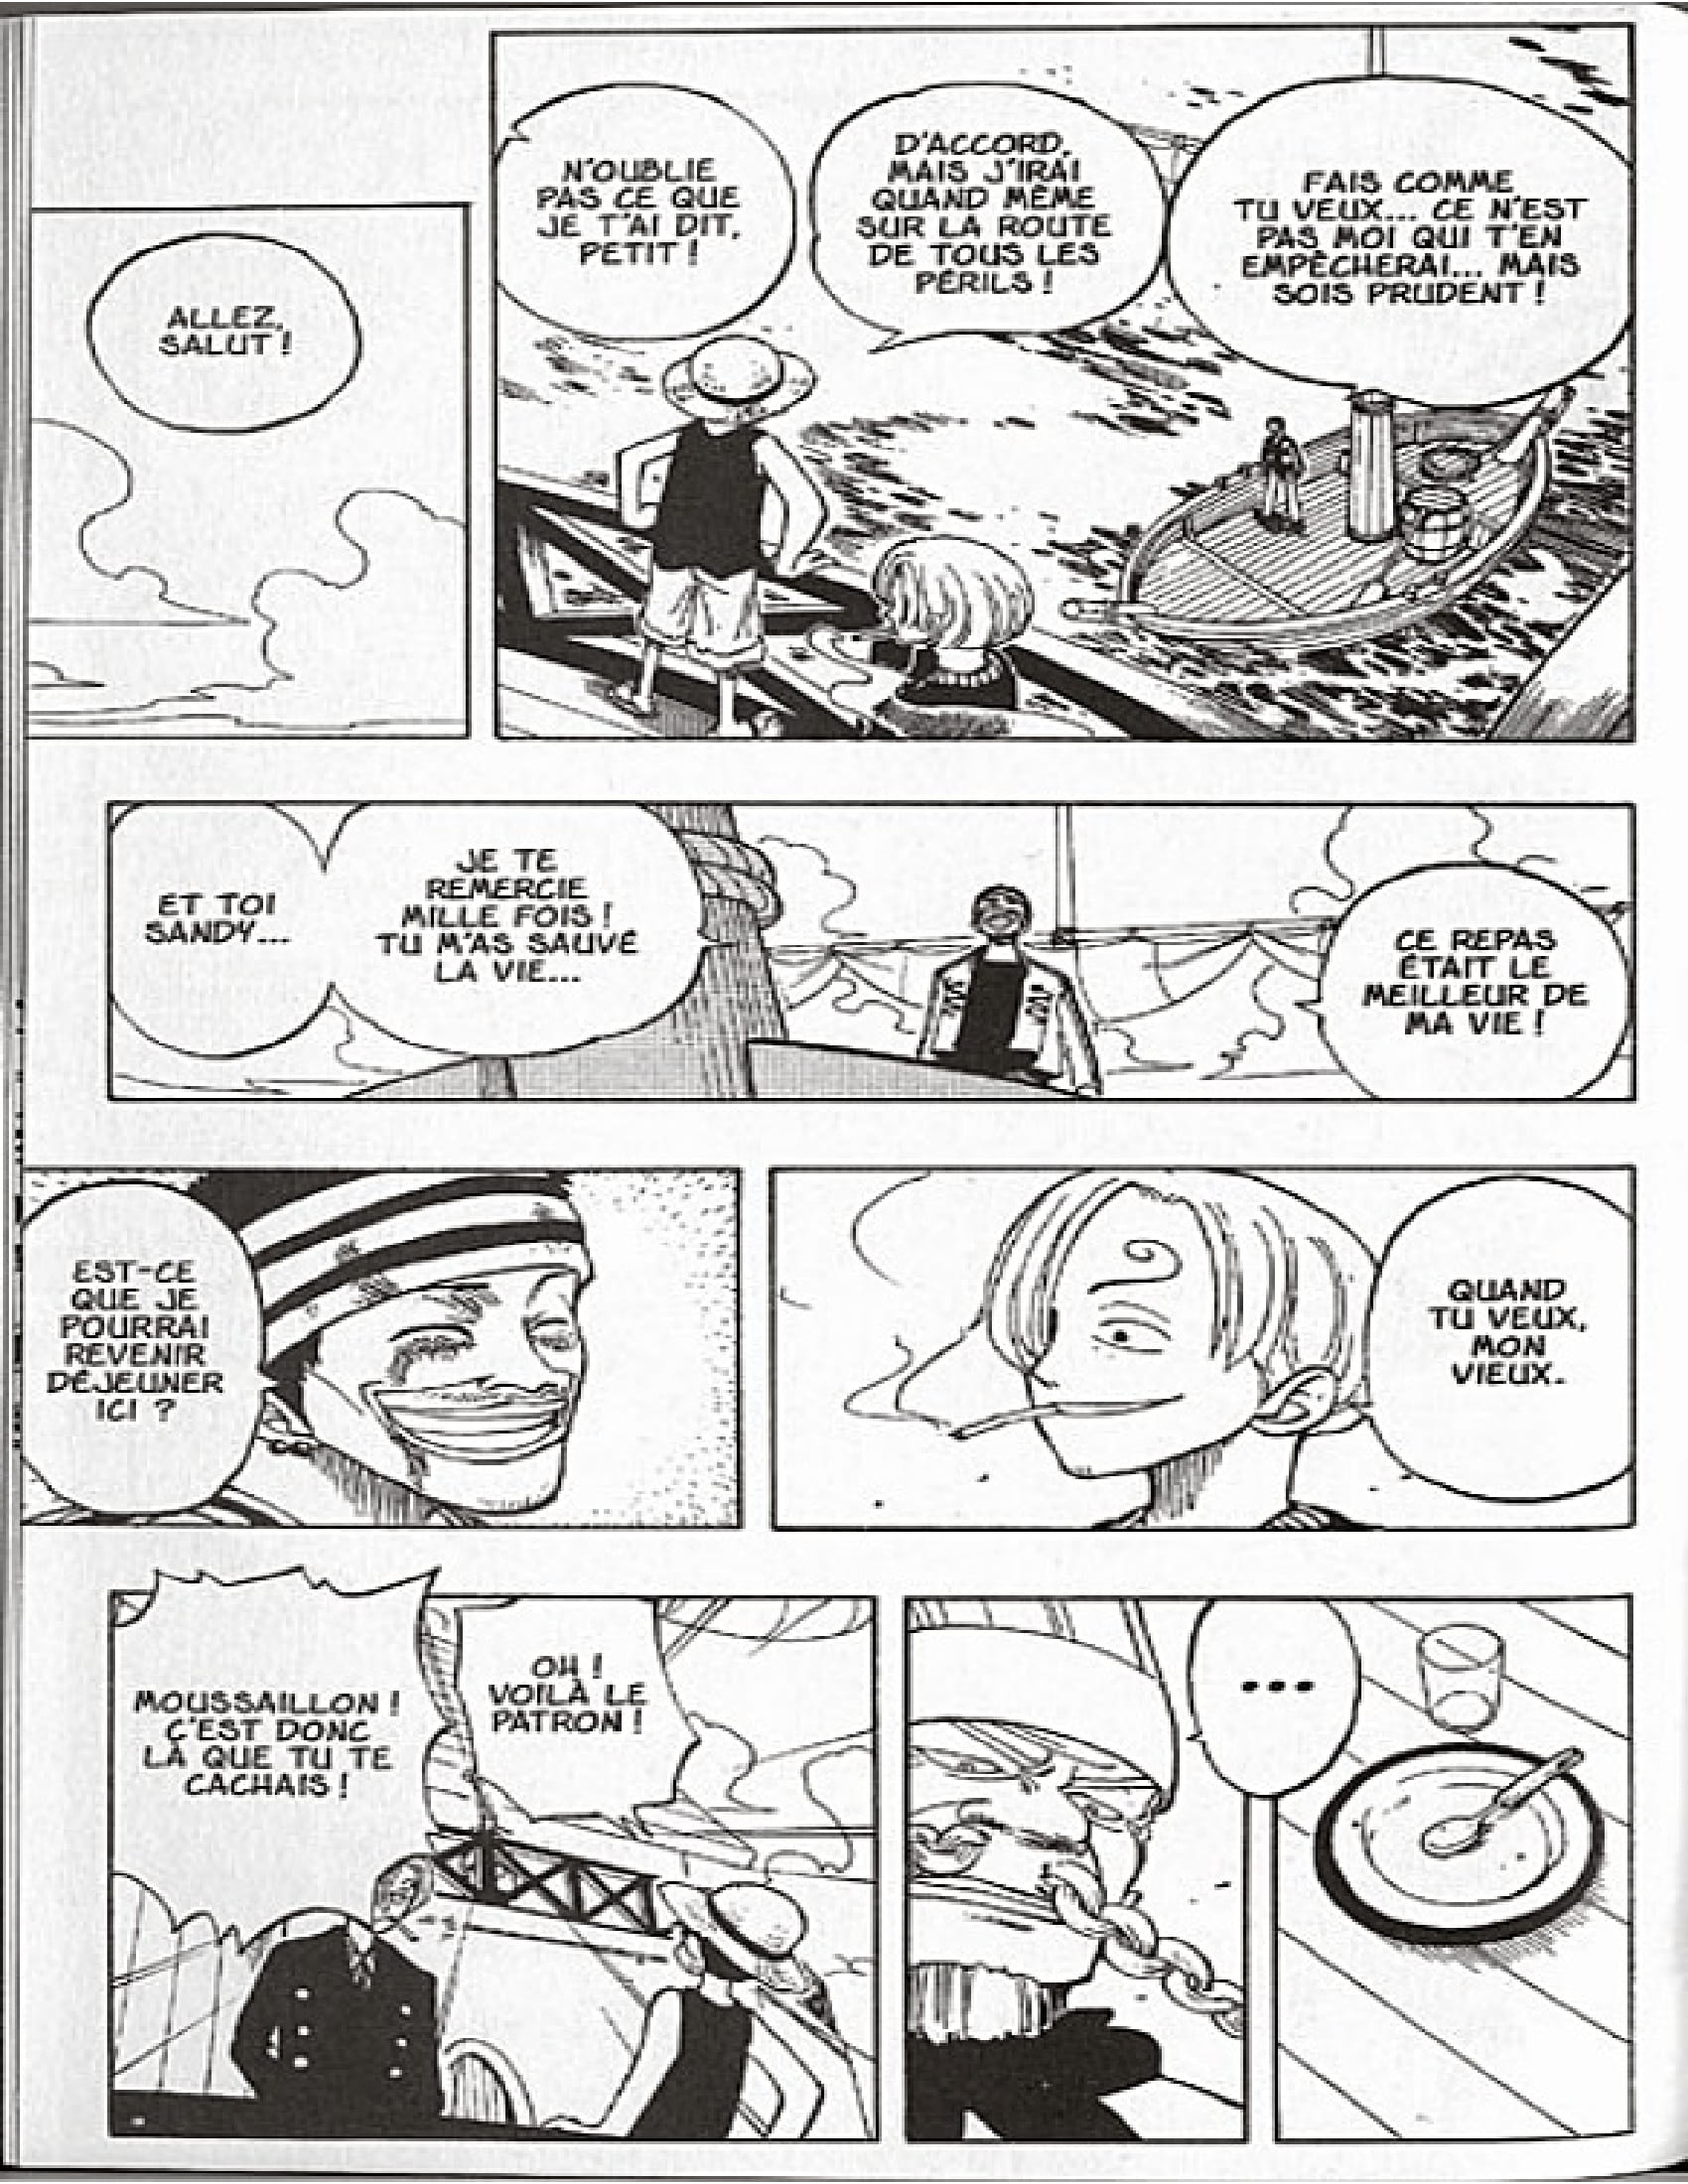 ALLEZ,
SALUT !
N'OUBLIE
PAS CE QUE
JE T'AI DIT,
PETIT !
D'ACCORD,
MAIS J'IRAI
QUAND MÊME
SUR LA ROUTE
DE TOUS LES
PÉRILS !
FAIS COMME
TU VEUX... CE N'EST
PAS MOI QUI T'EN
EMPÊCHERAI... MAIS
SOIS PRUDENT !
ET TOI
SANDY...
JE TE
REMERCIE
MILLE FOIS !
TU M'AS SAUVÉ
LA VIE...
CE REPAS
ÉTAIT LE
MEILLEUR DE
MA VIE !
EST-CE
QUE JE
POURRAI
REVENIR
DÉJEUNER
ICI ?
QUAND
TU VEUX,
MON
VIEUX.
MOUSSAILLON !
C'EST DONC
LÀ QUE TU TE
CACHAIS !
OH !
VOILÀ LE
PATRON !
...